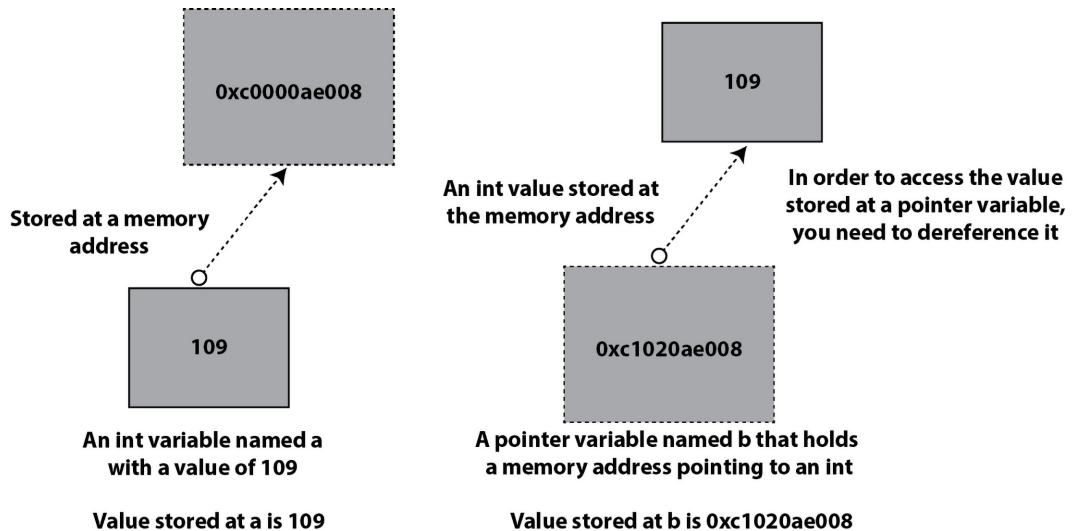 0xc0000ae008
Stored at a memory
address
109
An int variable named a
with a value of 109
Value stored at a is 109
109
An int value stored at
the memory address
In order to access the value
stored at a pointer variable,
you need to dereference it
0xc1020ae008
A pointer variable named b that holds
a memory address pointing to an int
Value stored at b is 0xc1020ae008